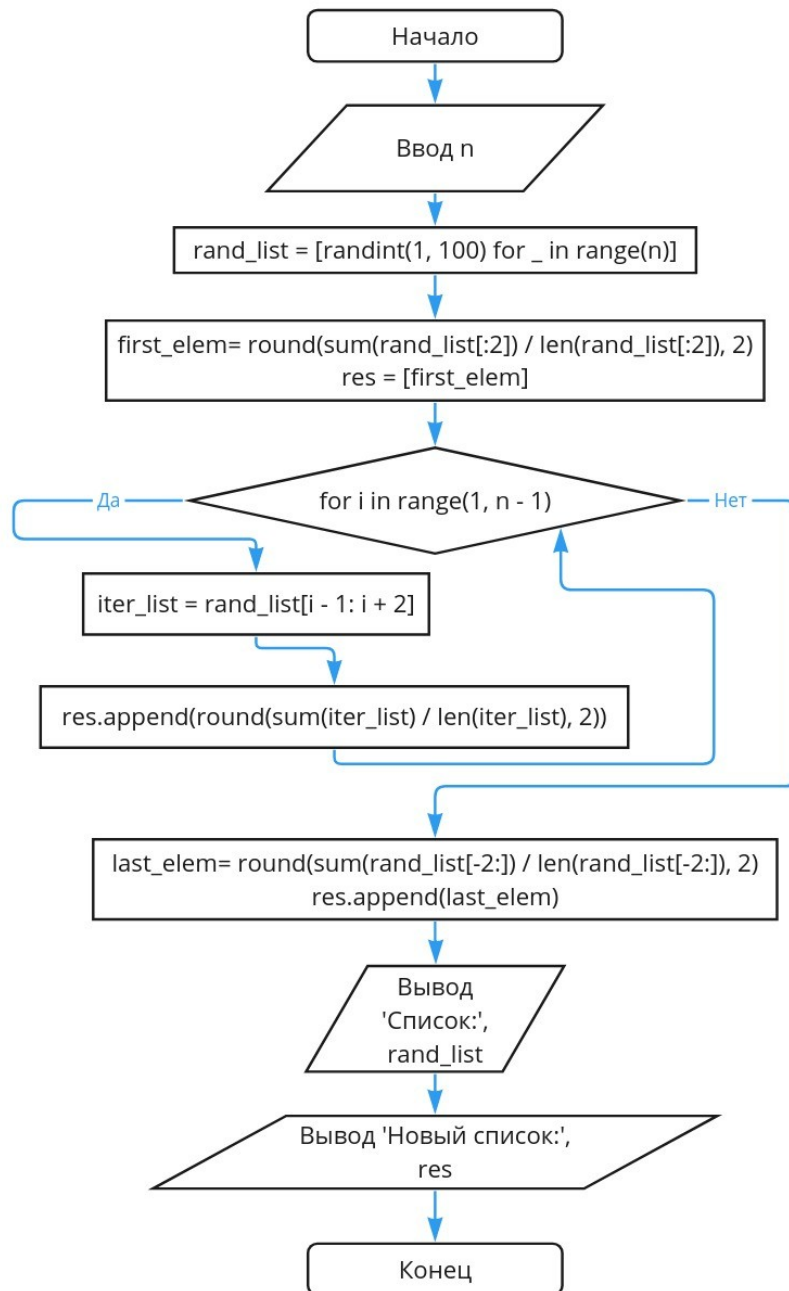 Начало
Ввод n
rand_list = [randint(1, 100) for _ in range(n)]
first_elem= round(sum(rand_list[:2]) / len(rand_list[:2]), 2)
res = [first_elem]
for i in range(1, n - 1)
Да
Нет
iter_list = rand_list[i - 1: i + 2]
res.append(round(sum(iter_list) / len(iter_list), 2))
last_elem= round(sum(rand_list[-2:]) / len(rand_list[-2:]), 2)
res.append(last_elem)
Вывод
'Список:',
rand_list
Вывод 'Новый список:',
res
Конец